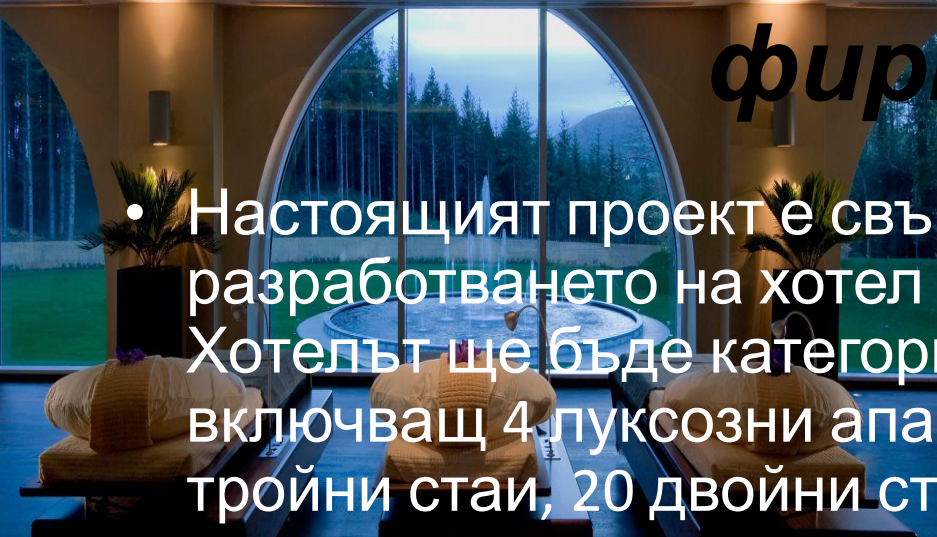 фир
• Настоящият проект е свъ
разработването на хотел
Хотелът ще бъде категор
включващ 4 луксозни апа
тройни стаи, 20 двойни ст